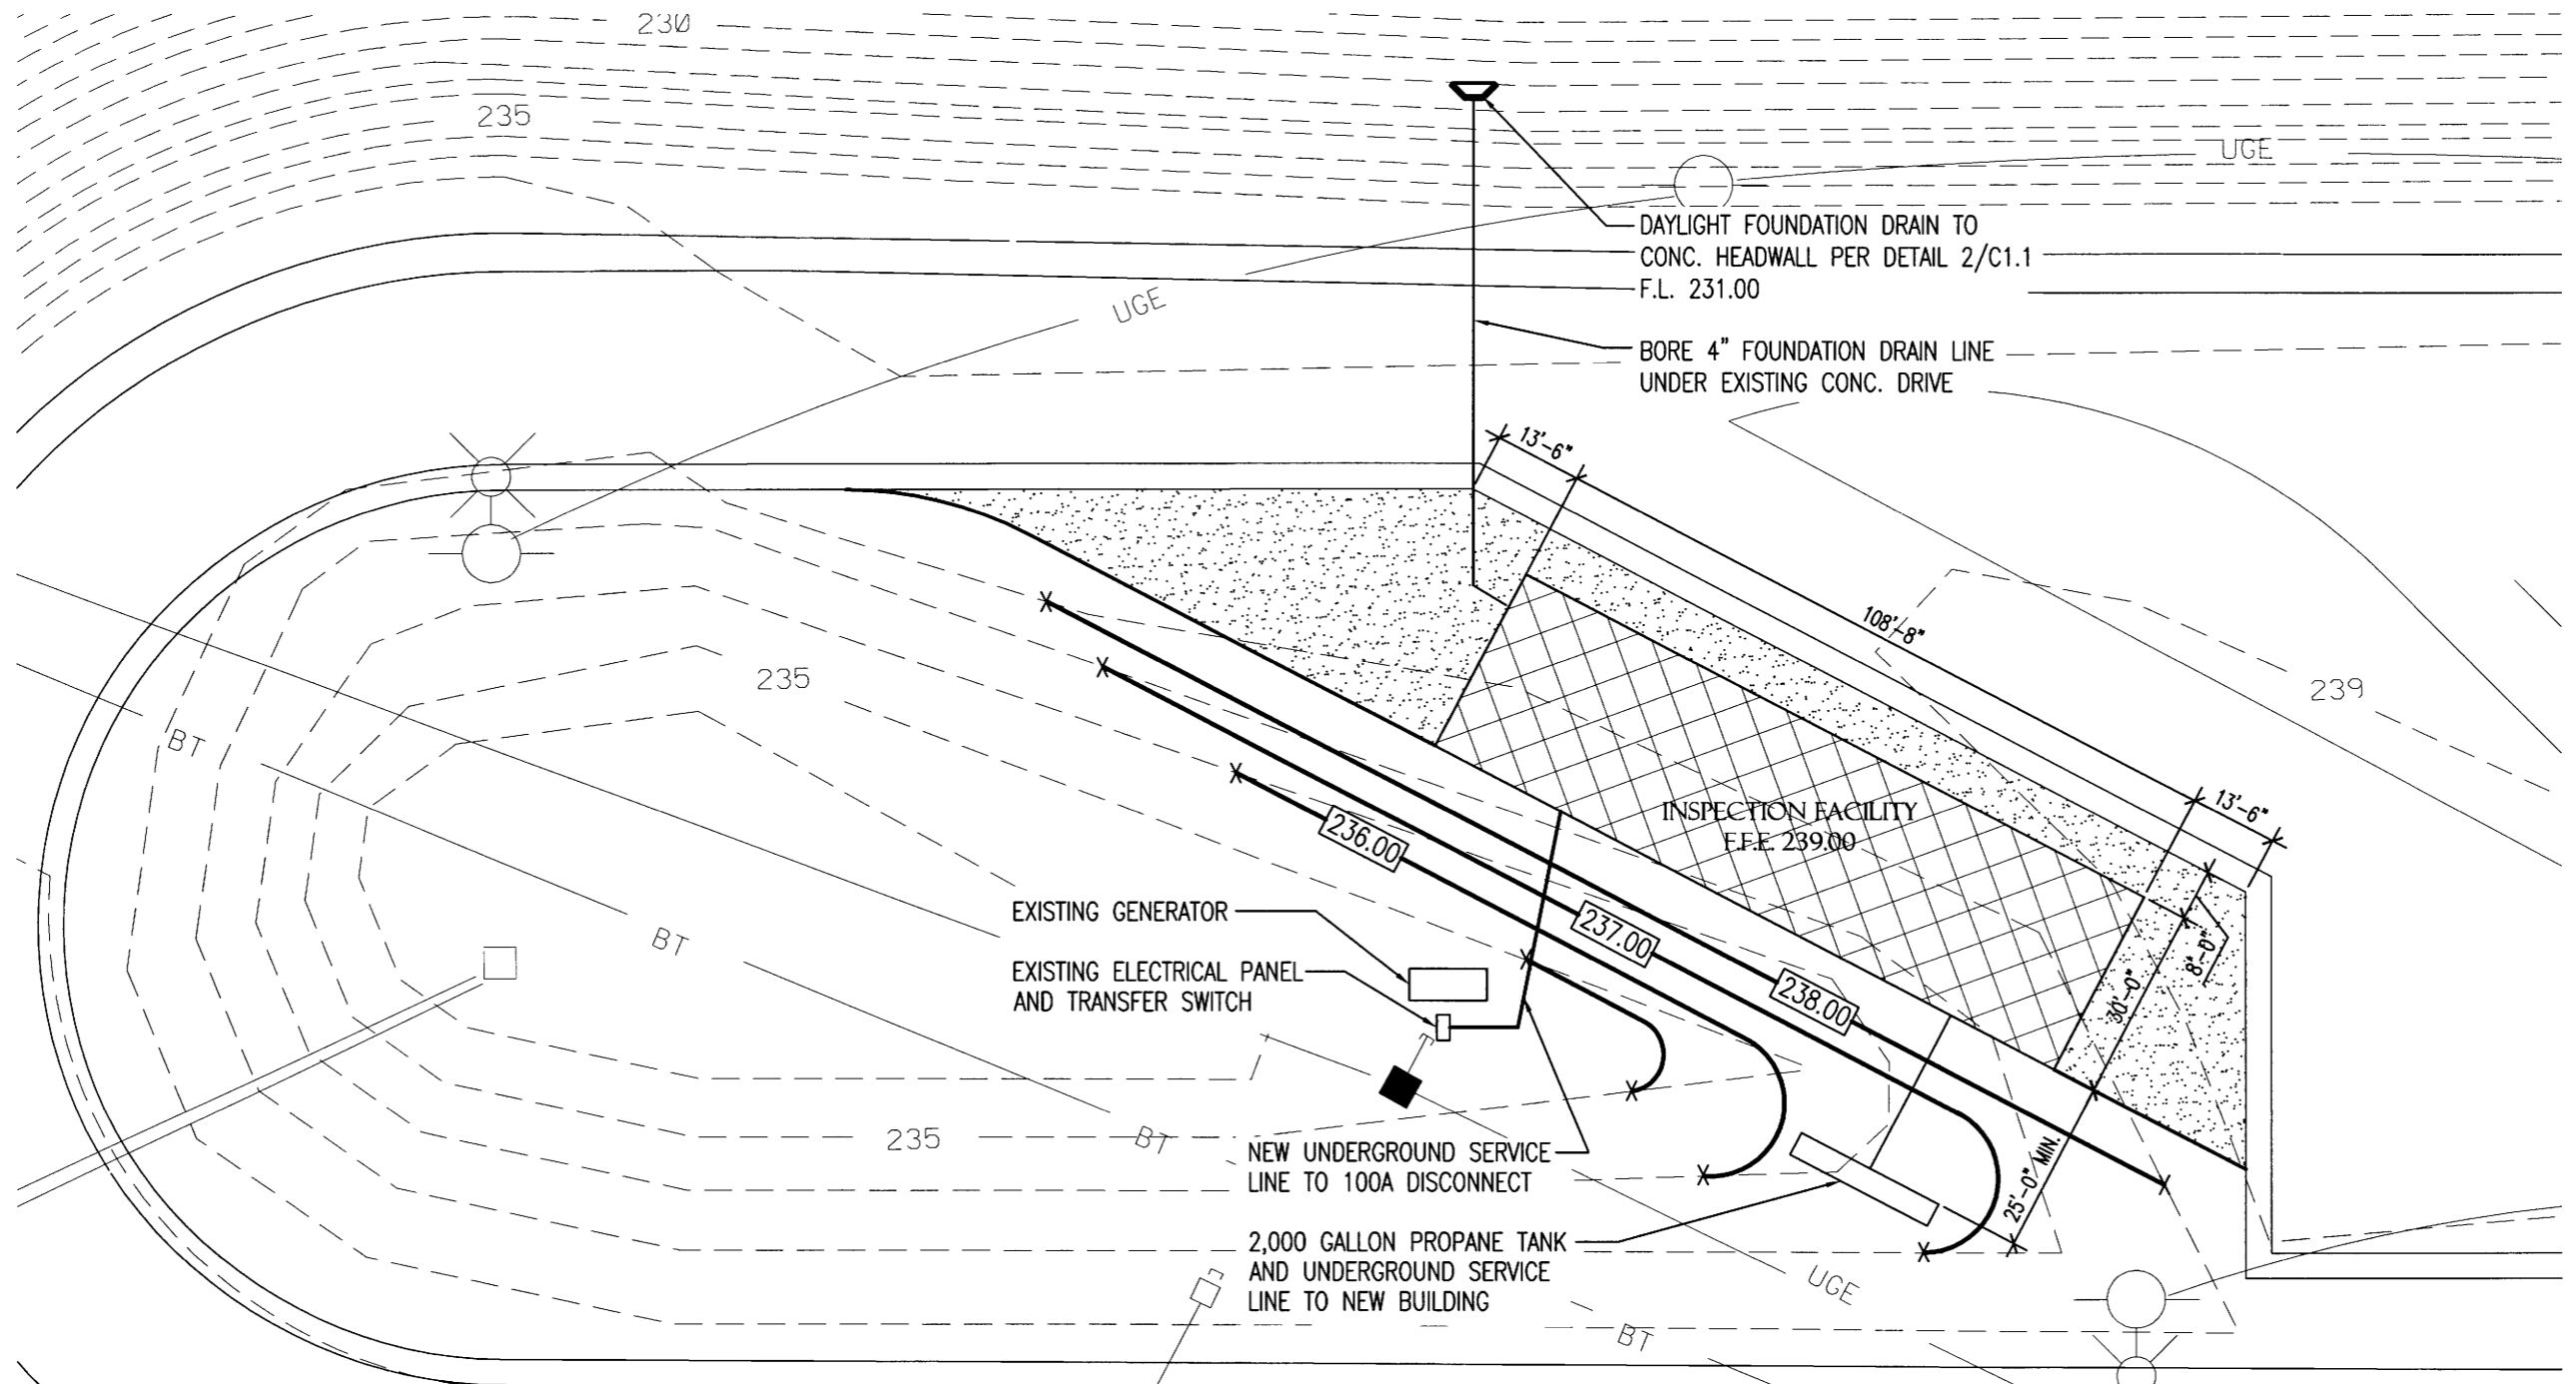 230
235
UGE
DAYLIGHT FOUNDATION DRAIN TO
CONC. HEADWALL PER DETAIL 2/C1.1
F.L. 231.00
UGE
BORE 4" FOUNDATION DRAIN LINE
UNDER EXISTING CONC. DRIVE
13'-6"
108'-8"
235
239
BT
13'-6"
INSPECTION FACILITY
F.F.E. 239.00
236.00
EXISTING GENERATOR
BT
237.00
8'-0"
EXISTING ELECTRICAL PANEL
AND TRANSFER SWITCH
238.00
30'-0"
235
BT
NEW UNDERGROUND SERVICE
LINE TO 100A DISCONNECT
25'-0" MIN.
2,000 GALLON PROPANE TANK
AND UNDERGROUND SERVICE
LINE TO NEW BUILDING
UGE
BT